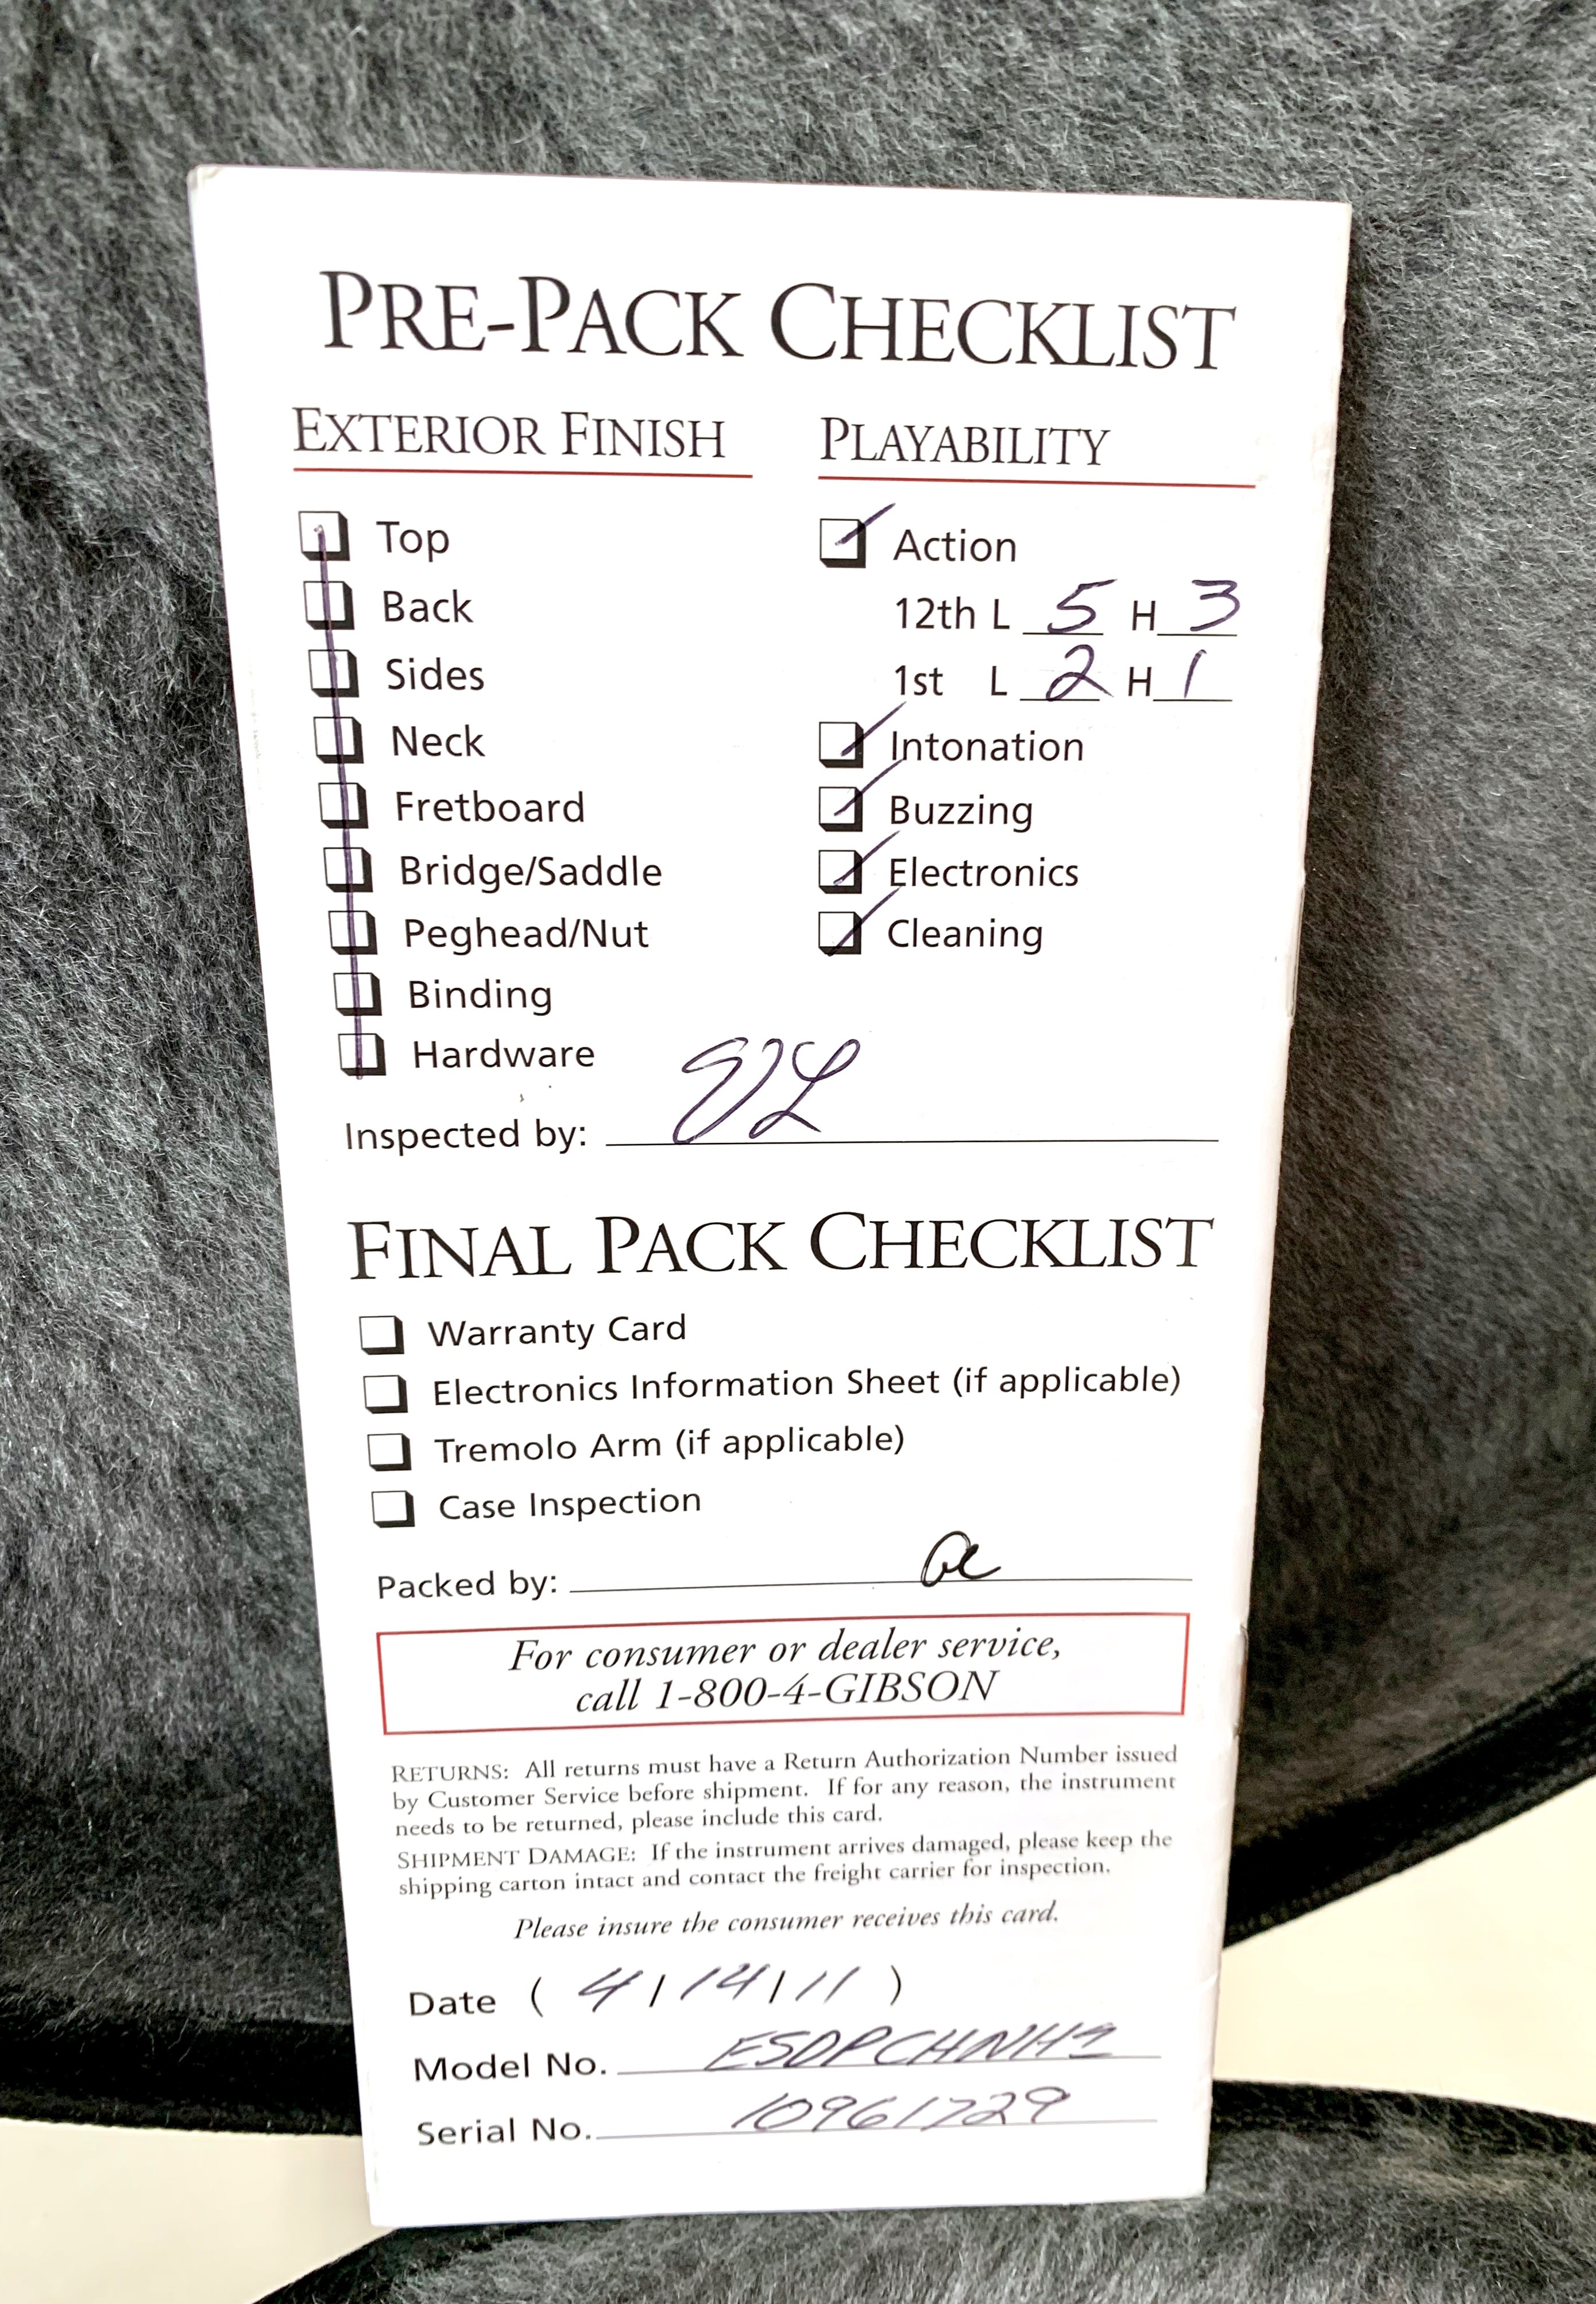 PRE-PACK CHECKLIST
EXTERIOR FINISH
Top
Back
Sides
Neck
Fretboard
Bridge/Saddle
Peghead/Nut
Binding
Hardware
PLAYABILITY
Action
12th L 5 H 3
1st L 2 H 1
Intonation
Buzzing
Electronics
Cleaning
Inspected by:
FINAL PACK CHECKLIST
Warranty Card
Electronics Information Sheet (if applicable)
Tremolo Arm (if applicable)
Case Inspection
Packed by:
For consumer or dealer service,
call 1-800-4-GIBSON
RETURNS: All returns must have a Return Authorization Number issued
by Customer Service before shipment. If for any reason, the instrument
needs to be returned, please include this card.
SHIPMENT DAMAGE: If the instrument arrives damaged, please keep the
shipping carton intact and contact the freight carrier for inspection.
Please insure the consumer receives this card.
Date ( 4 / 14 / 11 )
Model No. ESDPCHNH1
Serial No. 10961729